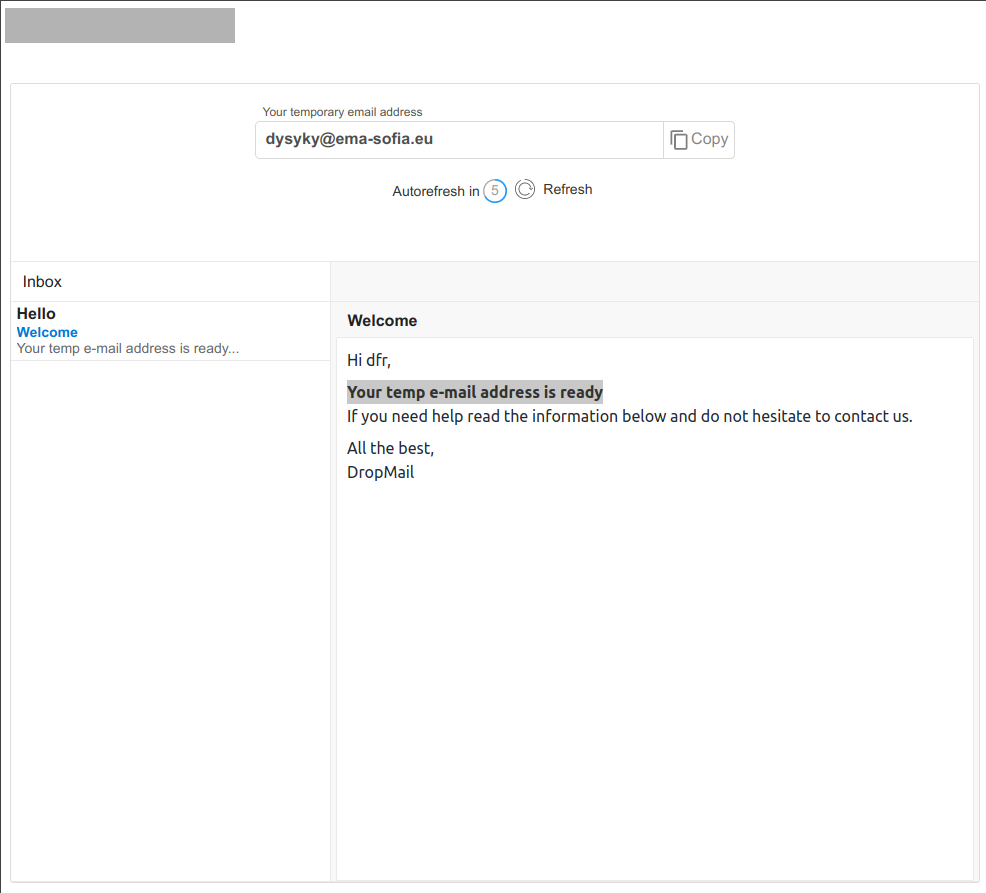 Your temporary email address
dysyky@ema-sofia.eu
Copy
Autorefresh in 5 Refresh
Inbox
Hello
Welcome
Your temp e-mail address is ready...
Welcome
Hi dfr,
Your temp e-mail address is ready
If you need help read the information below and do not hesitate to contact us.
All the best,
DropMail